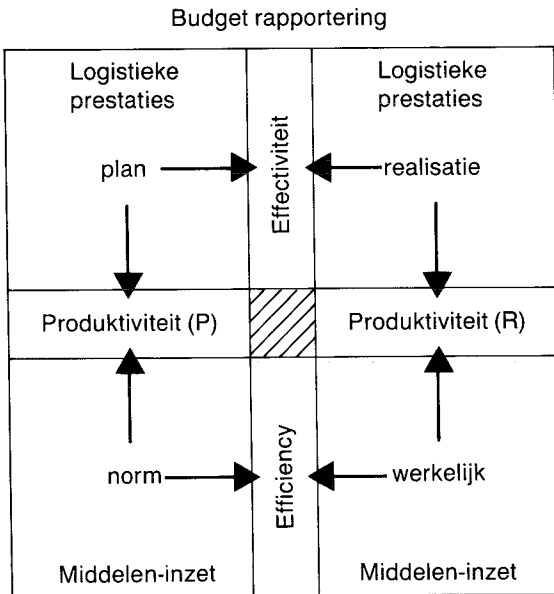 Budget rapportering
Logistieke
prestaties
Logistieke
prestaties
plan
Effectiviteit
realisatie
Produktiviteit (P)
Produktiviteit (R)
norm
Efficiency
werkelijk
Middelen-inzet
Middelen-inzet